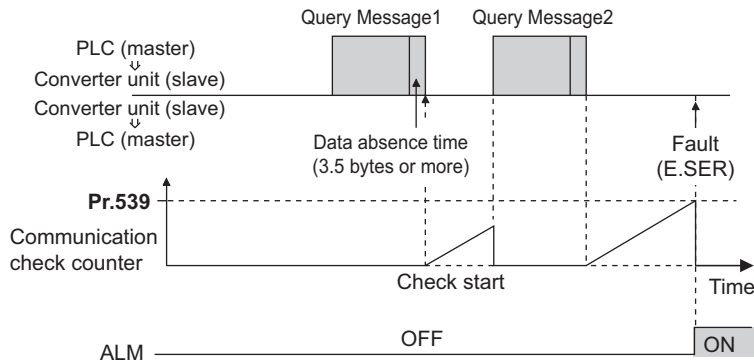 Query Message1
Query Message2
PLC (master)
⇓
Converter unit (slave)
Converter unit (slave)
⇓
PLC (master)
Data absence time
(3.5 bytes or more)
Fault
(E.SER)
Pr.539
Communication
check counter
Check start
Time
ALM
OFF
ON